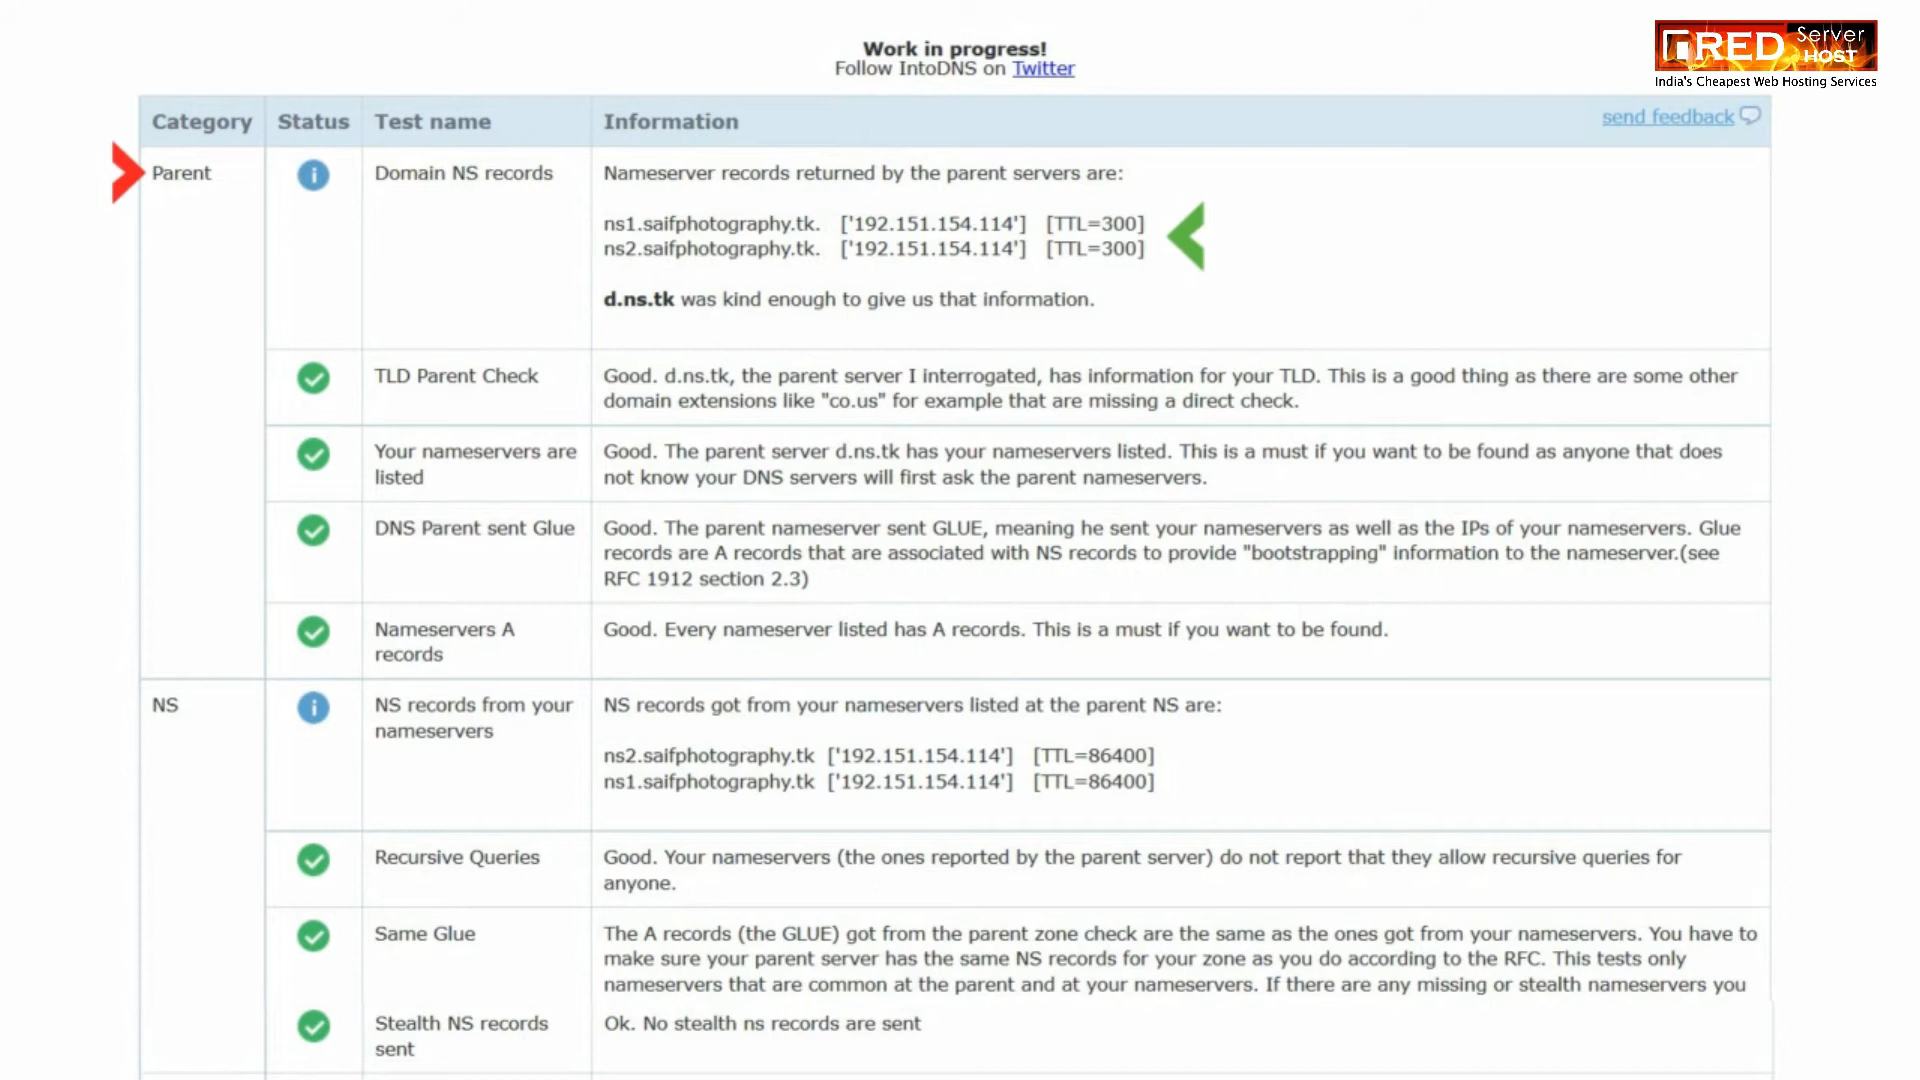 Work in progress!
Follow IntoDNS on Twitter
RED Server HOST
India's Cheapest Web Hosting Services
Category Status Test name Information send feedback
Parent Domain NS records Nameserver records returned by the parent servers are:
ns1.saifphotography.tk. ['192.151.154.114'] [TTL=300]
ns2.saifphotography.tk. ['192.151.154.114'] [TTL=300]
d.ns.tk was kind enough to give us that information.
TLD Parent Check Good. d.ns.tk, the parent server I interrogated, has information for your TLD. This is a good thing as there are some other
domain extensions like "co.us" for example that are missing a direct check.
Your nameservers are Good. The parent server d.ns.tk has your nameservers listed. This is a must if you want to be found as anyone that does
listed not know your DNS servers will first ask the parent nameservers.
DNS Parent sent Glue Good. The parent nameserver sent GLUE, meaning he sent your nameservers as well as the IPs of your nameservers. Glue
records are A records that are associated with NS records to provide "bootstrapping" information to the nameserver.(see
RFC 1912 section 2.3)
Nameservers A Good. Every nameserver listed has A records. This is a must if you want to be found.
records
NS NS records from your NS records got from your nameservers listed at the parent NS are:
nameservers
ns2.saifphotography.tk ['192.151.154.114'] [TTL=86400]
ns1.saifphotography.tk ['192.151.154.114'] [TTL=86400]
Recursive Queries Good. Your nameservers (the ones reported by the parent server) do not report that they allow recursive queries for
anyone.
Same Glue The A records (the GLUE) got from the parent zone check are the same as the ones got from your nameservers. You have to
make sure your parent server has the same NS records for your zone as you do according to the RFC. This tests only
nameservers that are common at the parent and at your nameservers. If there are any missing or stealth nameservers you
Stealth NS records Ok. No stealth ns records are sent
sent